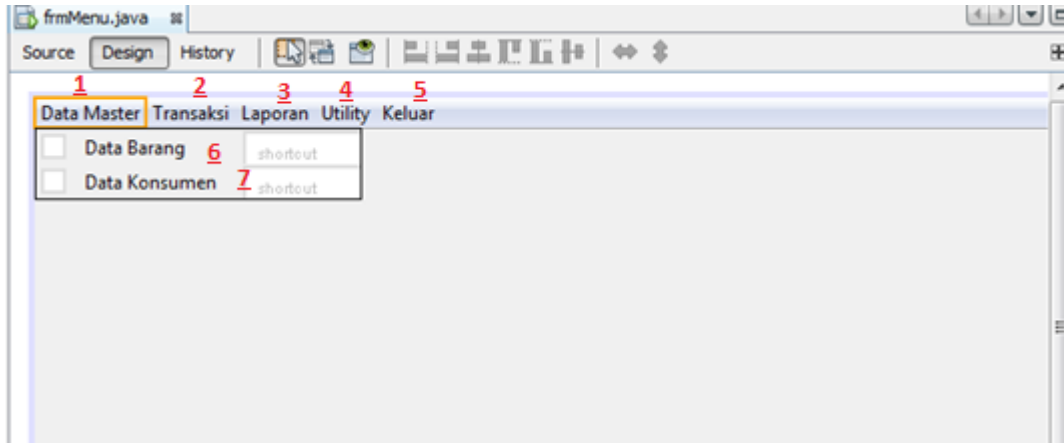 frmMenu.java
Source Design History
1 2 3 4 5
Data Master Transaksi Laporan Utility Keluar
Data Barang 6 shortcut
Data Konsumen 7 shortcut